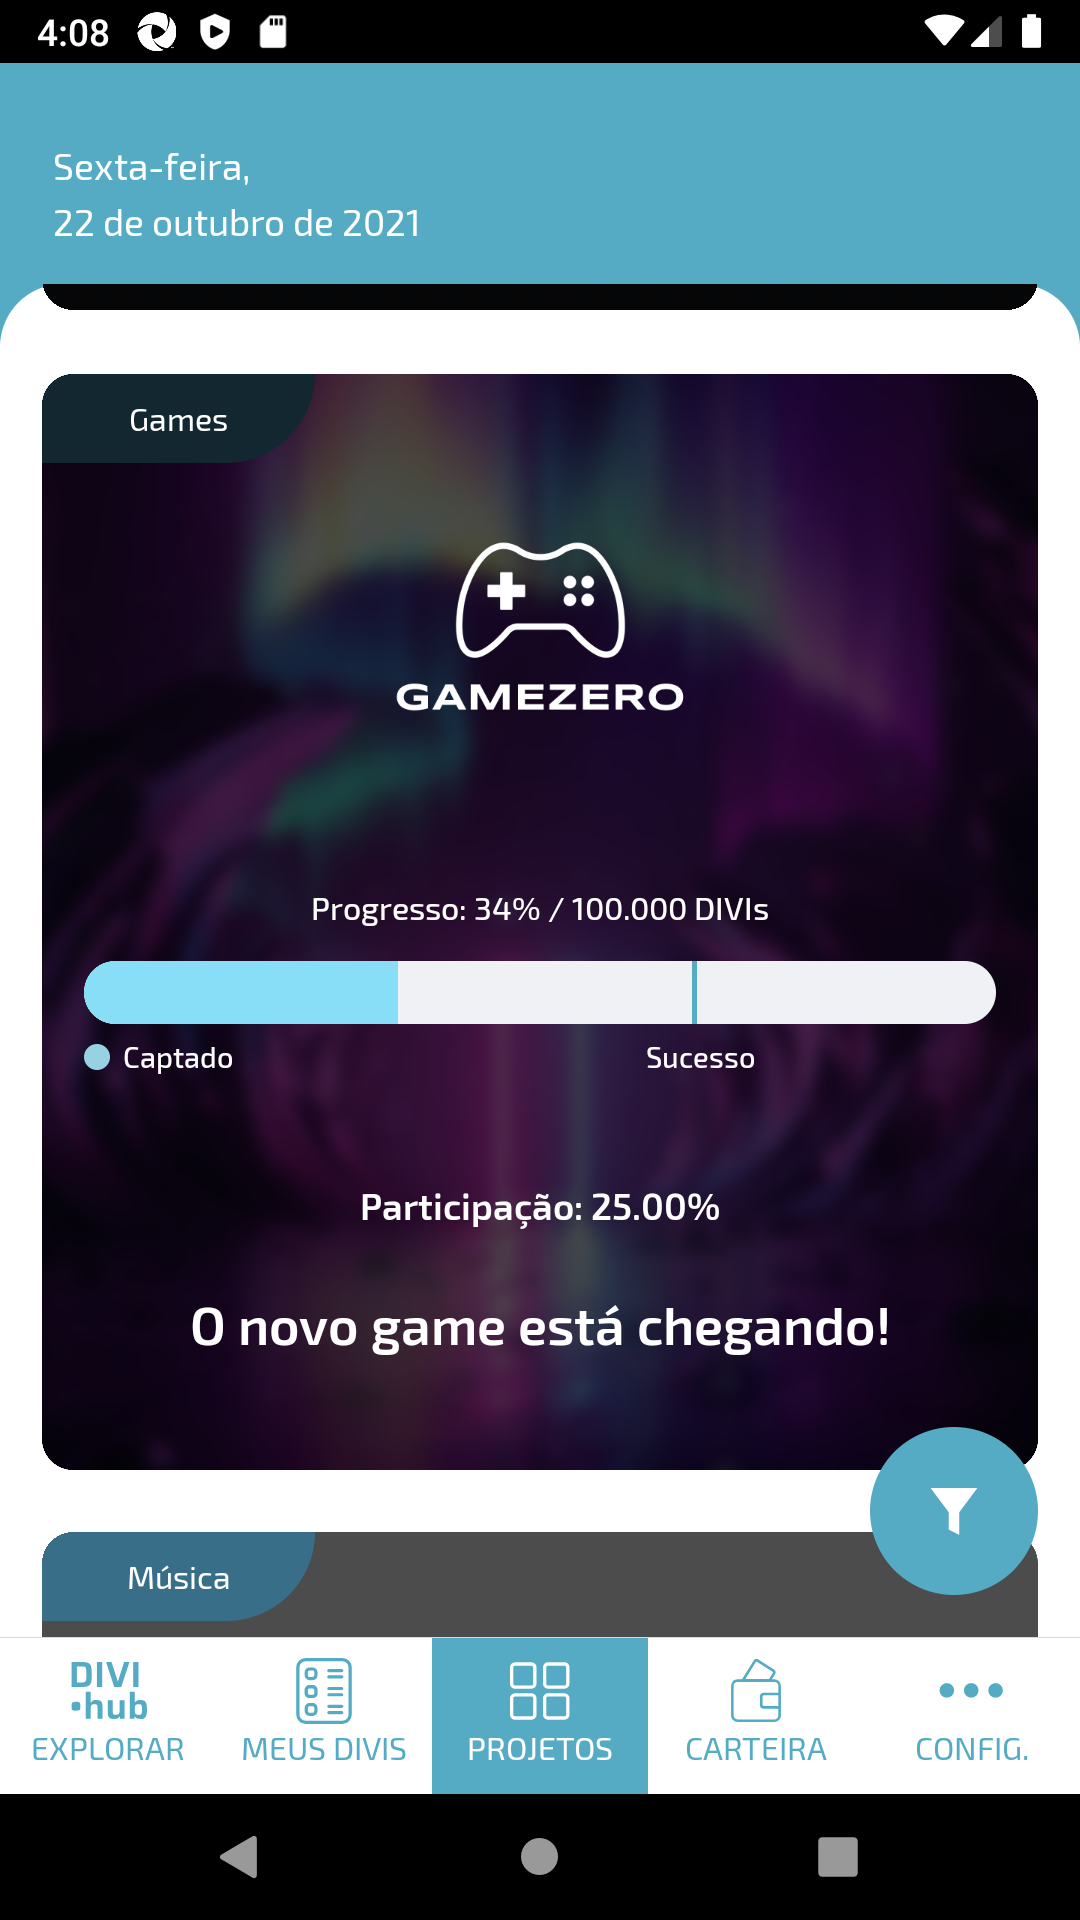 4:08
Sexta-feira,
22 de outubro de 2021
Games
GAMEZERO
Progresso: 34% / 100.000 DIVIs
Captado
Sucesso
Participação: 25.00%
O novo game está chegando!
Música
DIVI
•hub
EXPLORAR
MEUS DIVIS
PROJETOS
CARTEIRA
CONFIG.